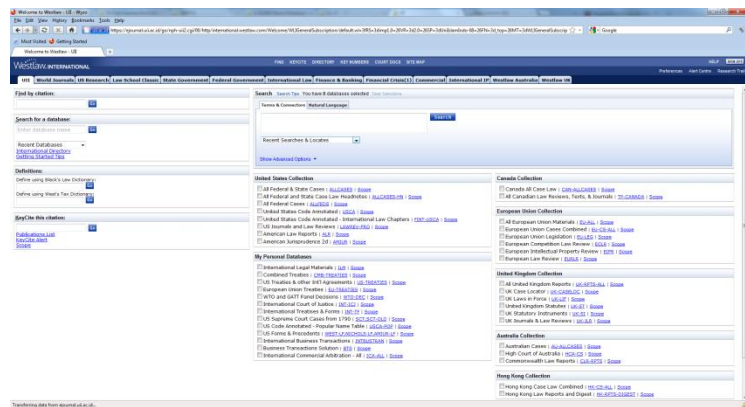 Welcome to Westlaw - UIE - Mozilla
File Edit View History Bookmarks Tools Help
Google
Most Visited Getting Started
Welcome to Westlaw - UIE
Westlaw. INTERNATIONAL
FIND KEYCITE DIRECTORY KEY NUMBERS COURT DOCS SITE MAP
HELP SIGN OFF
Preferences Alert Centre Research Trail
UIE World Journals US Research Law School Classic State Government Federal Government International Law Finance & Banking Financial Crisis(1) Commercial International IP Westlaw Australia Westlaw UK
Find by citation:
Go
Search for a database:
Enter database name
Go
Recent Databases
International Directory
Getting Started Tips
Definitions:
Define using Black's Law Dictionary:
Go
Define using West's Tax Dictionary:
Go
KeyCite this citation:
Go
Publications List
KeyCite Alert
Scope
Search Search Tips You have 0 databases selected Clear Selections
Terms & Connectors Natural Language
Search
Recent Searches & Locates
Show Advanced Options
United States Collection
All Federal & State Cases | ALLCASES | Scope
All Federal and State Case Law Headnotes | ALLCASES-HN | Scope
All Federal Cases | ALLFEDS | Scope
United States Code Annotated | USCA | Scope
United States Code Annotated - International Law Chapters | FINT-USCA | Scope
US Journals and Law Reviews | LAWREV-PRO | Scope
American Law Reports | ALR | Scope
American Jurisprudence 2d | AMJUR | Scope
My Personal Databases
International Legal Materials | ILM | Scope
Combined Treaties | CMB-TREATIES | Scope
US Treaties & other Int'l Agreements | US-TREATIES | Scope
European Union Treaties | EU-TREATIES | Scope
WTO and GATT Panel Decisions | WTO-DEC | Scope
International Court of Justice | INT-ICJ | Scope
International Treatises & Forms | INT-TF | Scope
US Supreme Court Cases from 1790 | SCT;SCT-OLD | Scope
US Code Annotated - Popular Name Table | USCA-POP | Scope
US Forms & Precedents | WEST-LF,NICHOLS-LF,AMJUR-LF | Scope
International Business Transactions | INTBUSTRAN | Scope
Business Transactions Solution | BTS | Scope
International Commercial Arbitration - All | ICA-ALL | Scope
Canada Collection
Canada All Case Law | CAN-ALLCASES | Scope
All Canadian Law Reviews, Texts, & Journals | TP-CANADA | Scope
European Union Collection
All European Union Materials | EU-ALL | Scope
European Union Cases Combined | EU-CS-ALL | Scope
European Union Legislation | EU-LEG | Scope
European Competition Law Review | ECLR | Scope
European Intellectual Property Review | EIPR | Scope
European Law Review | EURLR | Scope
United Kingdom Collection
All United Kingdom Reports | UK-RPTS-ALL | Scope
UK Case Locator | UK-CASELOC | Scope
UK Laws in Force | UK-LIF | Scope
United Kingdom Statutes | UK-ST | Scope
UK Statutory Instruments | UK-SI | Scope
UK Journals & Law Reviews | UK-JLR | Scope
Australia Collection
Australian Cases | AU-ALLCASES | Scope
High Court of Australia | HCA-CS | Scope
Commonwealth Law Reports | CLR-RPTS | Scope
Hong Kong Collection
Hong Kong Case Law Combined | HK-CS-ALL | Scope
Hong Kong Law Reports and Digest | HK-RPTS-DIGEST | Scope
Transferring data from ejournal.ui.ac.id...